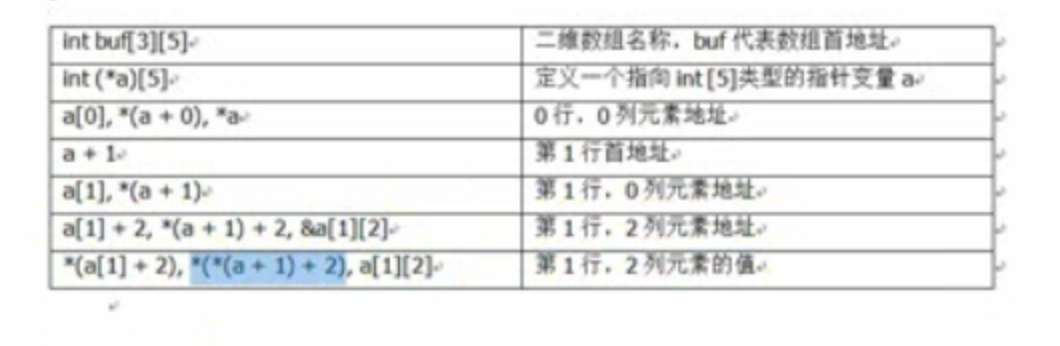 int buf[3][5] 二维数组名称，buf 代表数组首地址
int (*a)[5] 定义一个指向 int [5]类型的指针变量 a
a[0], *(a + 0), *a 0 行，0 列元素地址
a + 1 第 1 行首地址
a[1], *(a + 1) 第 1 行，0 列元素地址
a[1] + 2, *(a + 1) + 2, &a[1][2] 第 1 行，2 列元素地址
*(a[1] + 2), *(*(a + 1) + 2), a[1][2] 第 1 行，2 列元素的值